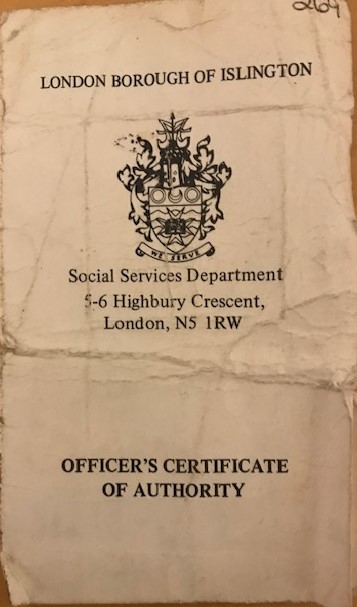 269
LONDON BOROUGH OF ISLINGTON
WE SERVE
Social Services Department
5-6 Highbury Crescent,
London, N5 1RW
OFFICER'S CERTIFICATE
OF AUTHORITY